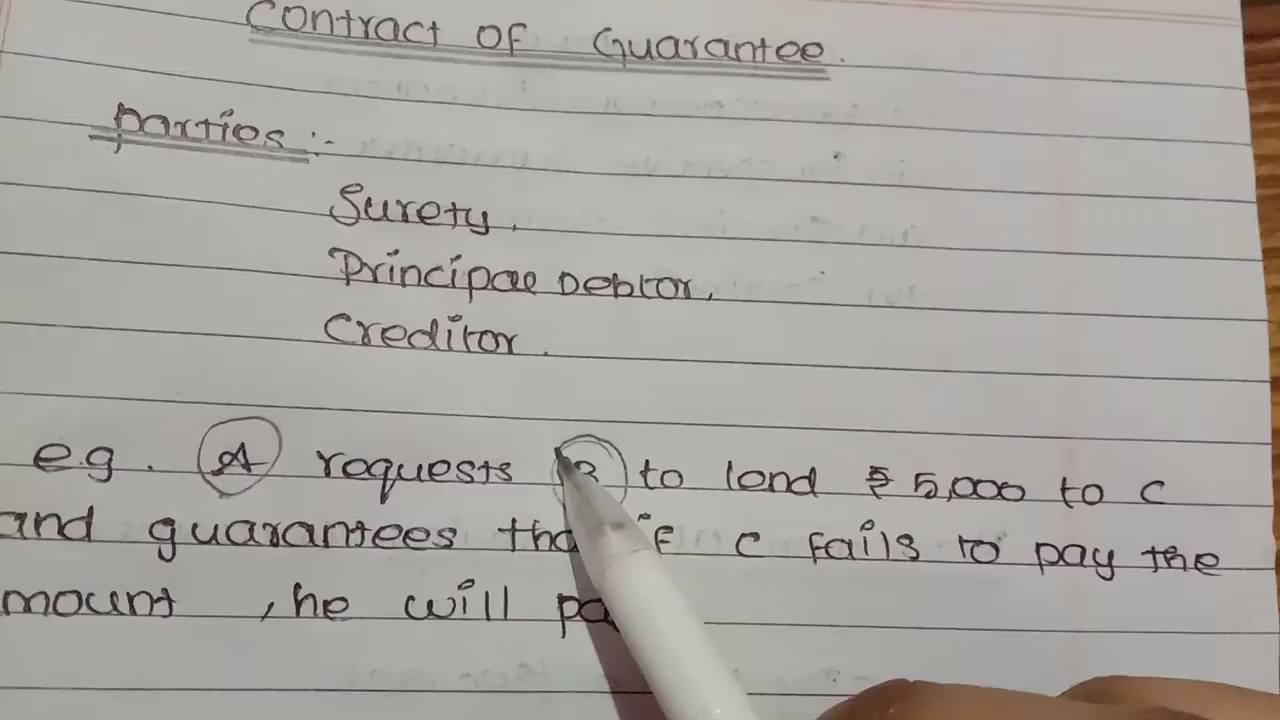 Contract of Guarantee.
Parties :-
Surety,
Principal Debtor,
Creditor.
e.g. A requests B to lend ₹ 5,000 to C
and guarantees if C fails to pay the
mount, he will